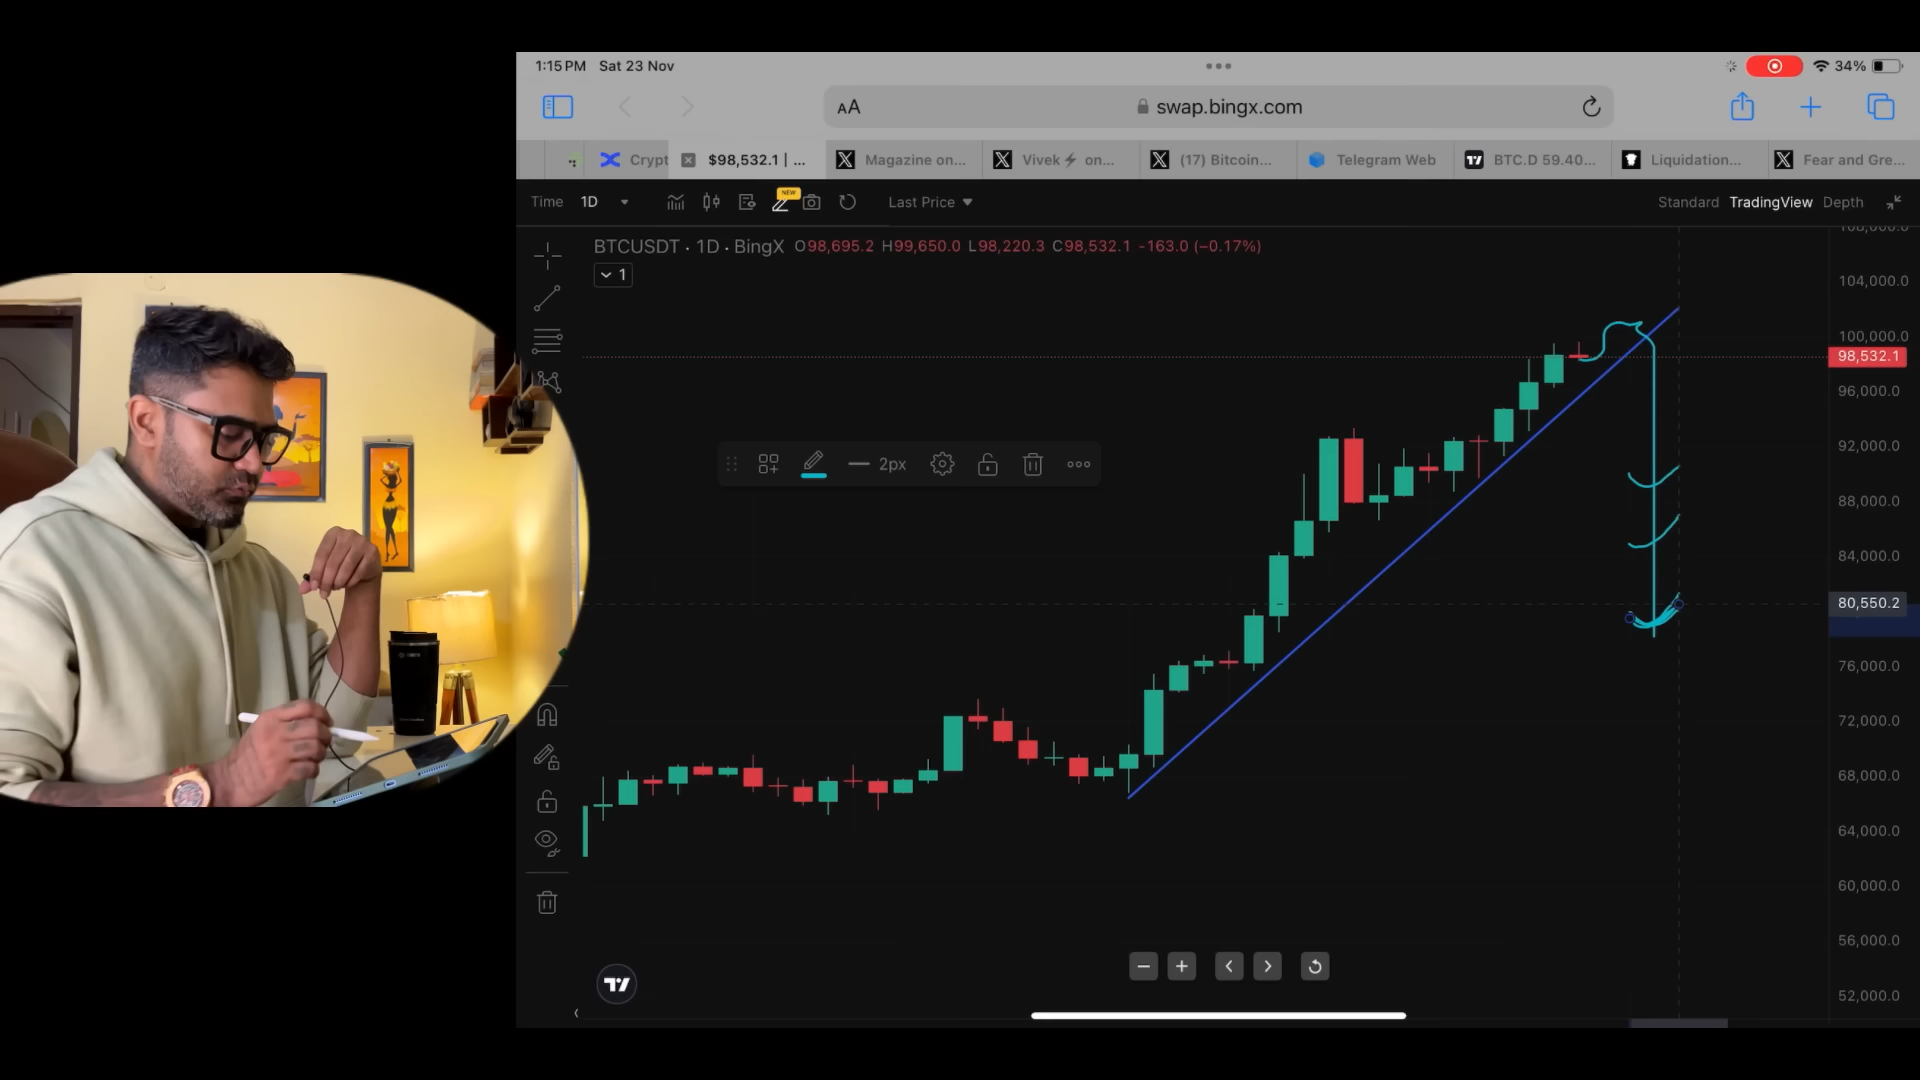 1:15 PM Sat 23 Nov
34%
AA
swap.bingx.com
Crypt
$98,532.1 | ...
Magazine on...
Vivek⚡ on...
(17) Bitcoin...
Telegram Web
BTC.D 59.40...
Liquidation...
Fear and Gre...
Time 1D
NEW
Last Price
Standard TradingView Depth
BTCUSDT · 1D · BingX O98,695.2 H99,650.0 L98,220.3 C98,532.1 -163.0 (−0.17%)
1
104,000.0
100,000.0
98,532.1
96,000.0
92,000.0
2px
88,000.0
84,000.0
80,550.2
76,000.0
72,000.0
68,000.0
64,000.0
60,000.0
56,000.0
52,000.0